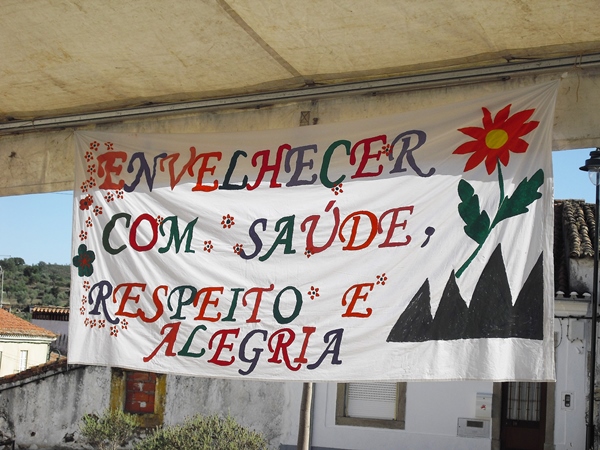 ENVELHECER
COM SAÚDE,
RESPEITO E
ALEGRIA